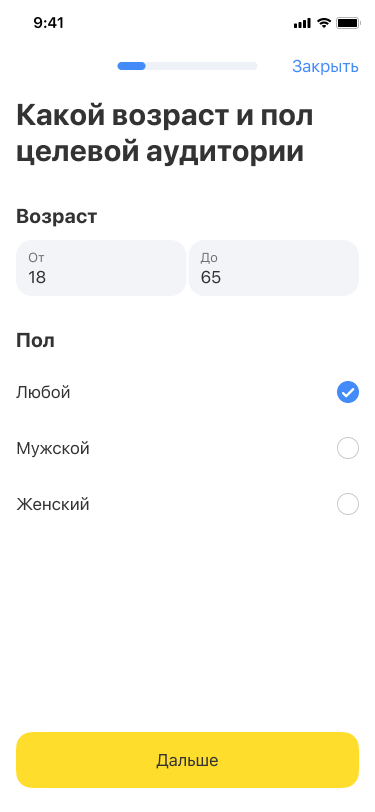 9:41
Закрыть
Какой возраст и пол
целевой аудитории
Возраст
От
18
До
65
Пол
Любой
Мужской
Женский
Дальше